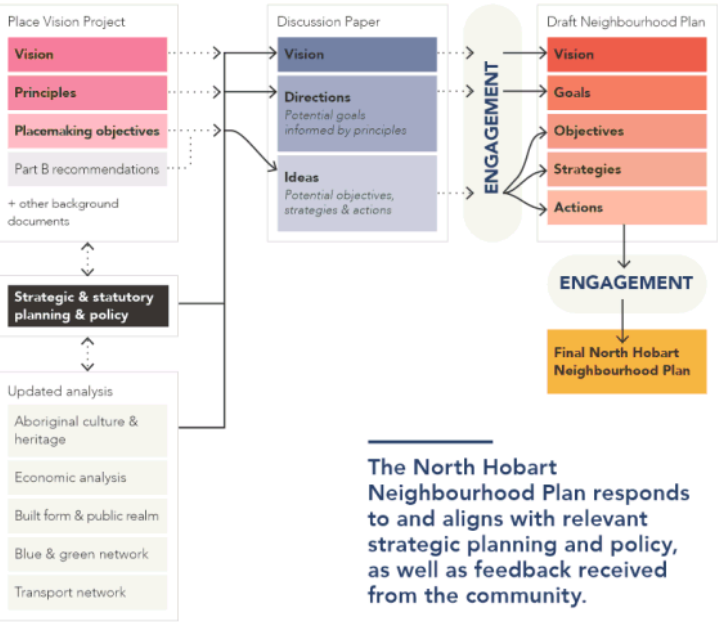 Place Vision Project
Vision
Principles
Placemaking objectives
Part B recommendations
+ other background
documents
Strategic & statutory
planning & policy
Updated analysis
Aboriginal culture &
heritage
Economic analysis
Built form & public realm
Blue & green network
Transport network
Discussion Paper
Vision
Directions
Potential goals
informed by principles
Ideas
Potential objectives,
strategies & actions
ENGAGEMENT
Draft Neighbourhood Plan
Vision
Goals
Objectives
Strategies
Actions
ENGAGEMENT
Final North Hobart
Neighbourhood Plan
The North Hobart
Neighbourhood Plan responds
to and aligns with relevant
strategic planning and policy,
as well as feedback received
from the community.